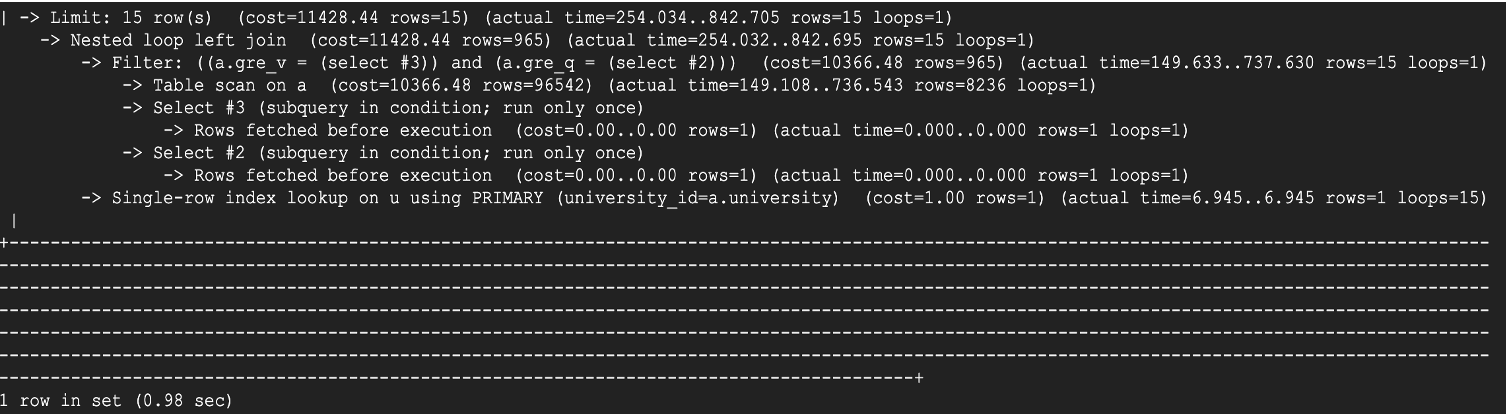 | -> Limit: 15 row(s)  (cost=11428.44 rows=15) (actual time=254.034..842.705 rows=15 loops=1)
    -> Nested loop left join  (cost=11428.44 rows=965) (actual time=254.032..842.695 rows=15 loops=1)
        -> Filter: ((a.gre_v = (select #3)) and (a.gre_q = (select #2)))  (cost=10366.48 rows=965) (actual time=149.633..737.630 rows=15 loops=1)
            -> Table scan on a  (cost=10366.48 rows=96542) (actual time=149.108..736.543 rows=8236 loops=1)
            -> Select #3 (subquery in condition; run only once)
                -> Rows fetched before execution  (cost=0.00..0.00 rows=1) (actual time=0.000..0.000 rows=1 loops=1)
            -> Select #2 (subquery in condition; run only once)
                -> Rows fetched before execution  (cost=0.00..0.00 rows=1) (actual time=0.000..0.000 rows=1 loops=1)
        -> Single-row index lookup on u using PRIMARY (university_id=a.university)  (cost=1.00 rows=1) (actual time=6.945..6.945 rows=1 loops=15)
 |
1 row in set (0.98 sec)